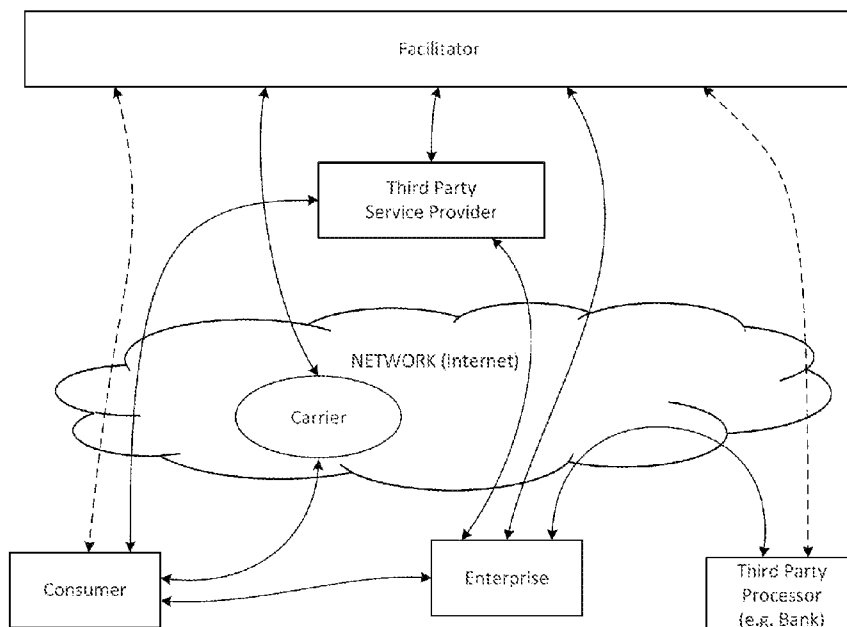 Facilitator
Third Party
Service Provider
NETWORK (Internet)
Carrier
Consumer
Enterprise
Third Party
Processor
(e.g. Bank)